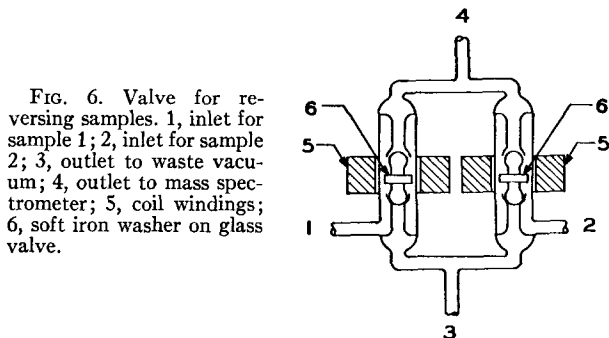 FIG. 6. Valve for re-
versing samples. 1, inlet for
sample 1; 2, inlet for sample
2; 3, outlet to waste vacu-
um; 4, outlet to mass spec-
trometer; 5, coil windings;
6, soft iron washer on glass
valve.
4
6
6
5
5
1
2
3